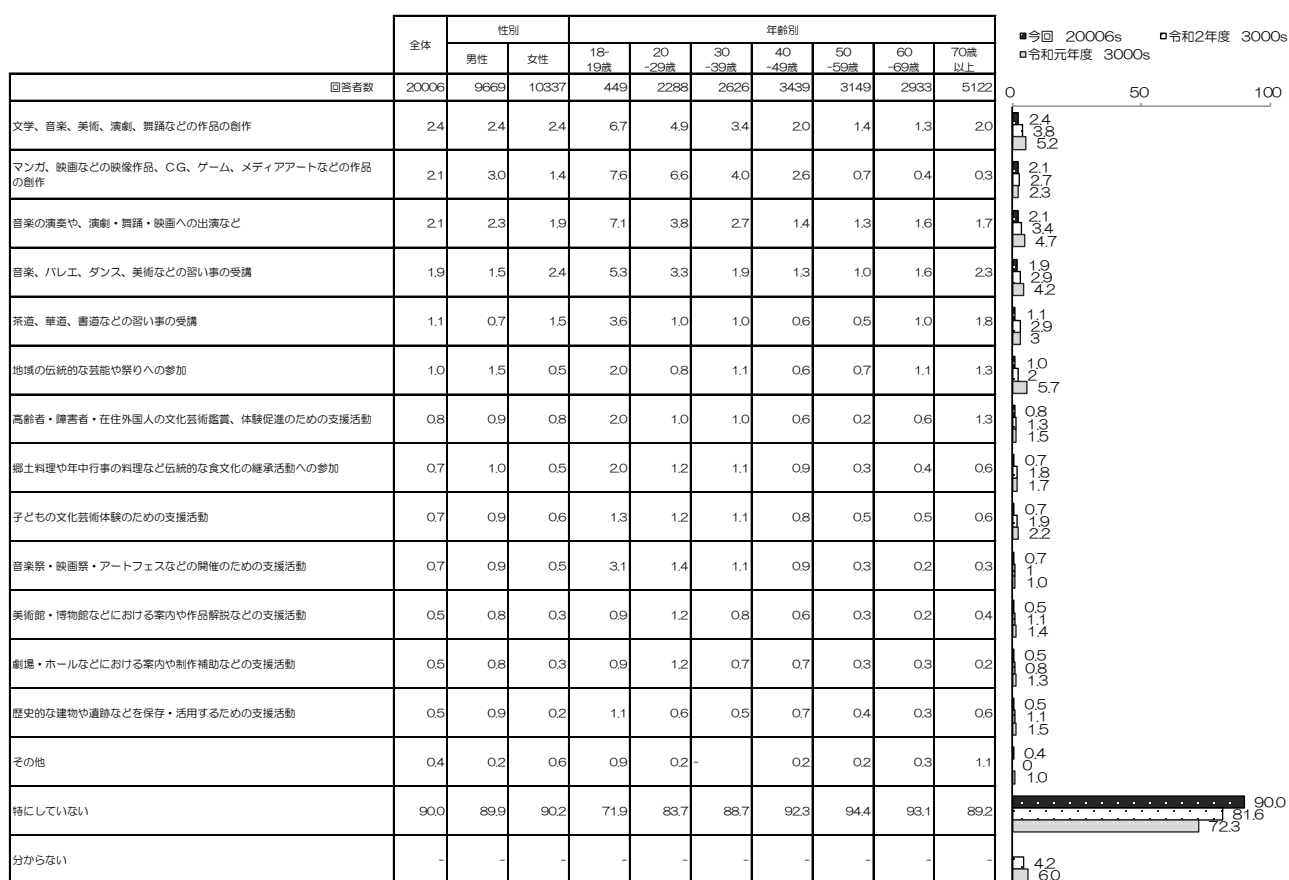 全体 性別 年齢別
男性 女性 18-19歳 20-29歳 30-39歳 40-49歳 50-59歳 60-69歳 70歳以上
■今回 20006s □令和2年度 3000s
□令和元年度 3000s
回答者数 20006 9669 10337 449 2288 2626 3439 3149 2933 5122
0 50 100
文学、音楽、美術、演劇、舞踊などの作品の創作 2.4 2.4 2.4 6.7 4.9 3.4 2.0 1.4 1.3 2.0
2.4
3.8
5.2
マンガ、映画などの映像作品、CG、ゲーム、メディアアートなどの作品
の創作 2.1 3.0 1.4 7.6 6.6 4.0 2.6 0.7 0.4 0.3
2.1
2.7
2.3
音楽の演奏や、演劇・舞踊・映画への出演など 2.1 2.3 1.9 7.1 3.8 2.7 1.4 1.3 1.6 1.7
2.1
3.4
4.7
音楽、バレエ、ダンス、美術などの習い事の受講 1.9 1.5 2.4 5.3 3.3 1.9 1.3 1.0 1.6 2.3
1.9
2.9
4.2
茶道、華道、書道などの習い事の受講 1.1 0.7 1.5 3.6 1.0 1.0 0.6 0.5 1.0 1.8
1.1
2.9
3
地域の伝統的な芸能や祭りへの参加 1.0 1.5 0.5 2.0 0.8 1.1 0.6 0.7 1.1 1.3
1.0
2
5.7
高齢者・障害者・在住外国人の文化芸術鑑賞、体験促進のための支援活動 0.8 0.9 0.8 2.0 1.0 1.0 0.6 0.2 0.6 1.3
0.8
1.3
1.5
郷土料理や年中行事の料理など伝統的な食文化の継承活動への参加 0.7 1.0 0.5 2.0 1.2 1.1 0.9 0.3 0.4 0.6
0.7
1.8
1.7
子どもの文化芸術体験のための支援活動 0.7 0.9 0.6 1.3 1.2 1.1 0.8 0.5 0.5 0.6
0.7
1.9
2.2
音楽祭・映画祭・アートフェスなどの開催のための支援活動 0.7 0.9 0.5 3.1 1.4 1.1 0.9 0.3 0.2 0.3
0.7
1
1.0
美術館・博物館などにおける案内や作品解説などの支援活動 0.5 0.8 0.3 0.9 1.2 0.8 0.6 0.3 0.2 0.4
0.5
1.1
1.4
劇場・ホールなどにおける案内や制作補助などの支援活動 0.5 0.8 0.3 0.9 1.2 0.7 0.7 0.3 0.3 0.2
0.5
0.8
1.3
歴史的な建物や遺跡などを保存・活用するための支援活動 0.5 0.9 0.2 1.1 0.6 0.5 0.7 0.4 0.3 0.6
0.5
1.1
1.5
その他 0.4 0.2 0.6 0.9 0.2 - 0.2 0.2 0.3 1.1
0.4
0
1.0
特にしていない 90.0 89.9 90.2 71.9 83.7 88.7 92.3 94.4 93.1 89.2
90.0
81.6
72.3
分からない - - - - - - - - - -
4.2
6.0